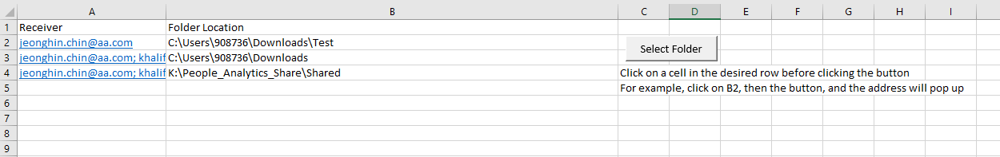 A B C D E F G H I
1 Receiver Folder Location
2 jeonghin.chin@aa.com C:\Users\908736\Downloads\Test
3 jeonghin.chin@aa.com; khalif C:\Users\908736\Downloads
Select Folder
4 jeonghin.chin@aa.com; khalif K:\People_Analytics_Share\Shared Click on a cell in the desired row before clicking the button
5 For example, click on B2, then the button, and the address will pop up
6
7
8
9